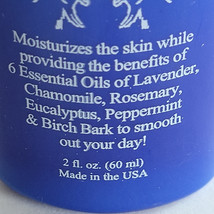 Moisturizes the skin while
providing the benefits of
6 Essential Oils of Lavender,
Chamomile, Rosemary,
Eucalyptus, Peppermint
& Birch Bark to smooth
out your day!
2 fl. oz. (60 ml)
Made in the USA